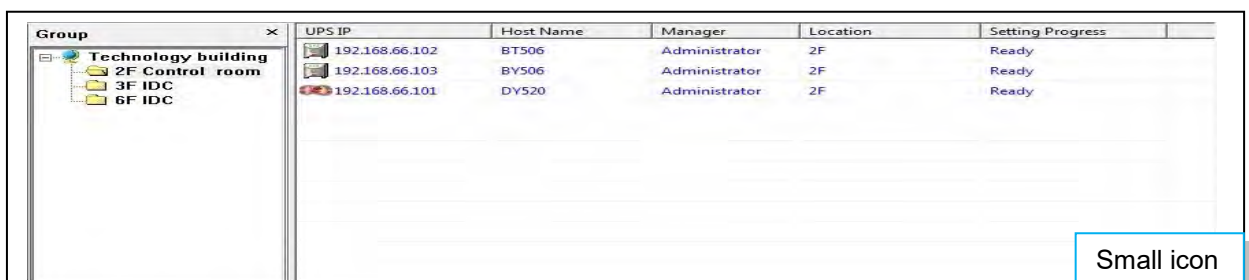 Group × UPS IP Host Name Manager Location Setting Progress
Technology building 192.168.66.102 BT506 Administrator 2F Ready
2F Control room 192.168.66.103 BY506 Administrator 2F Ready
3F IDC 192.168.66.101 DY520 Administrator 2F Ready
6F IDC
Small icon